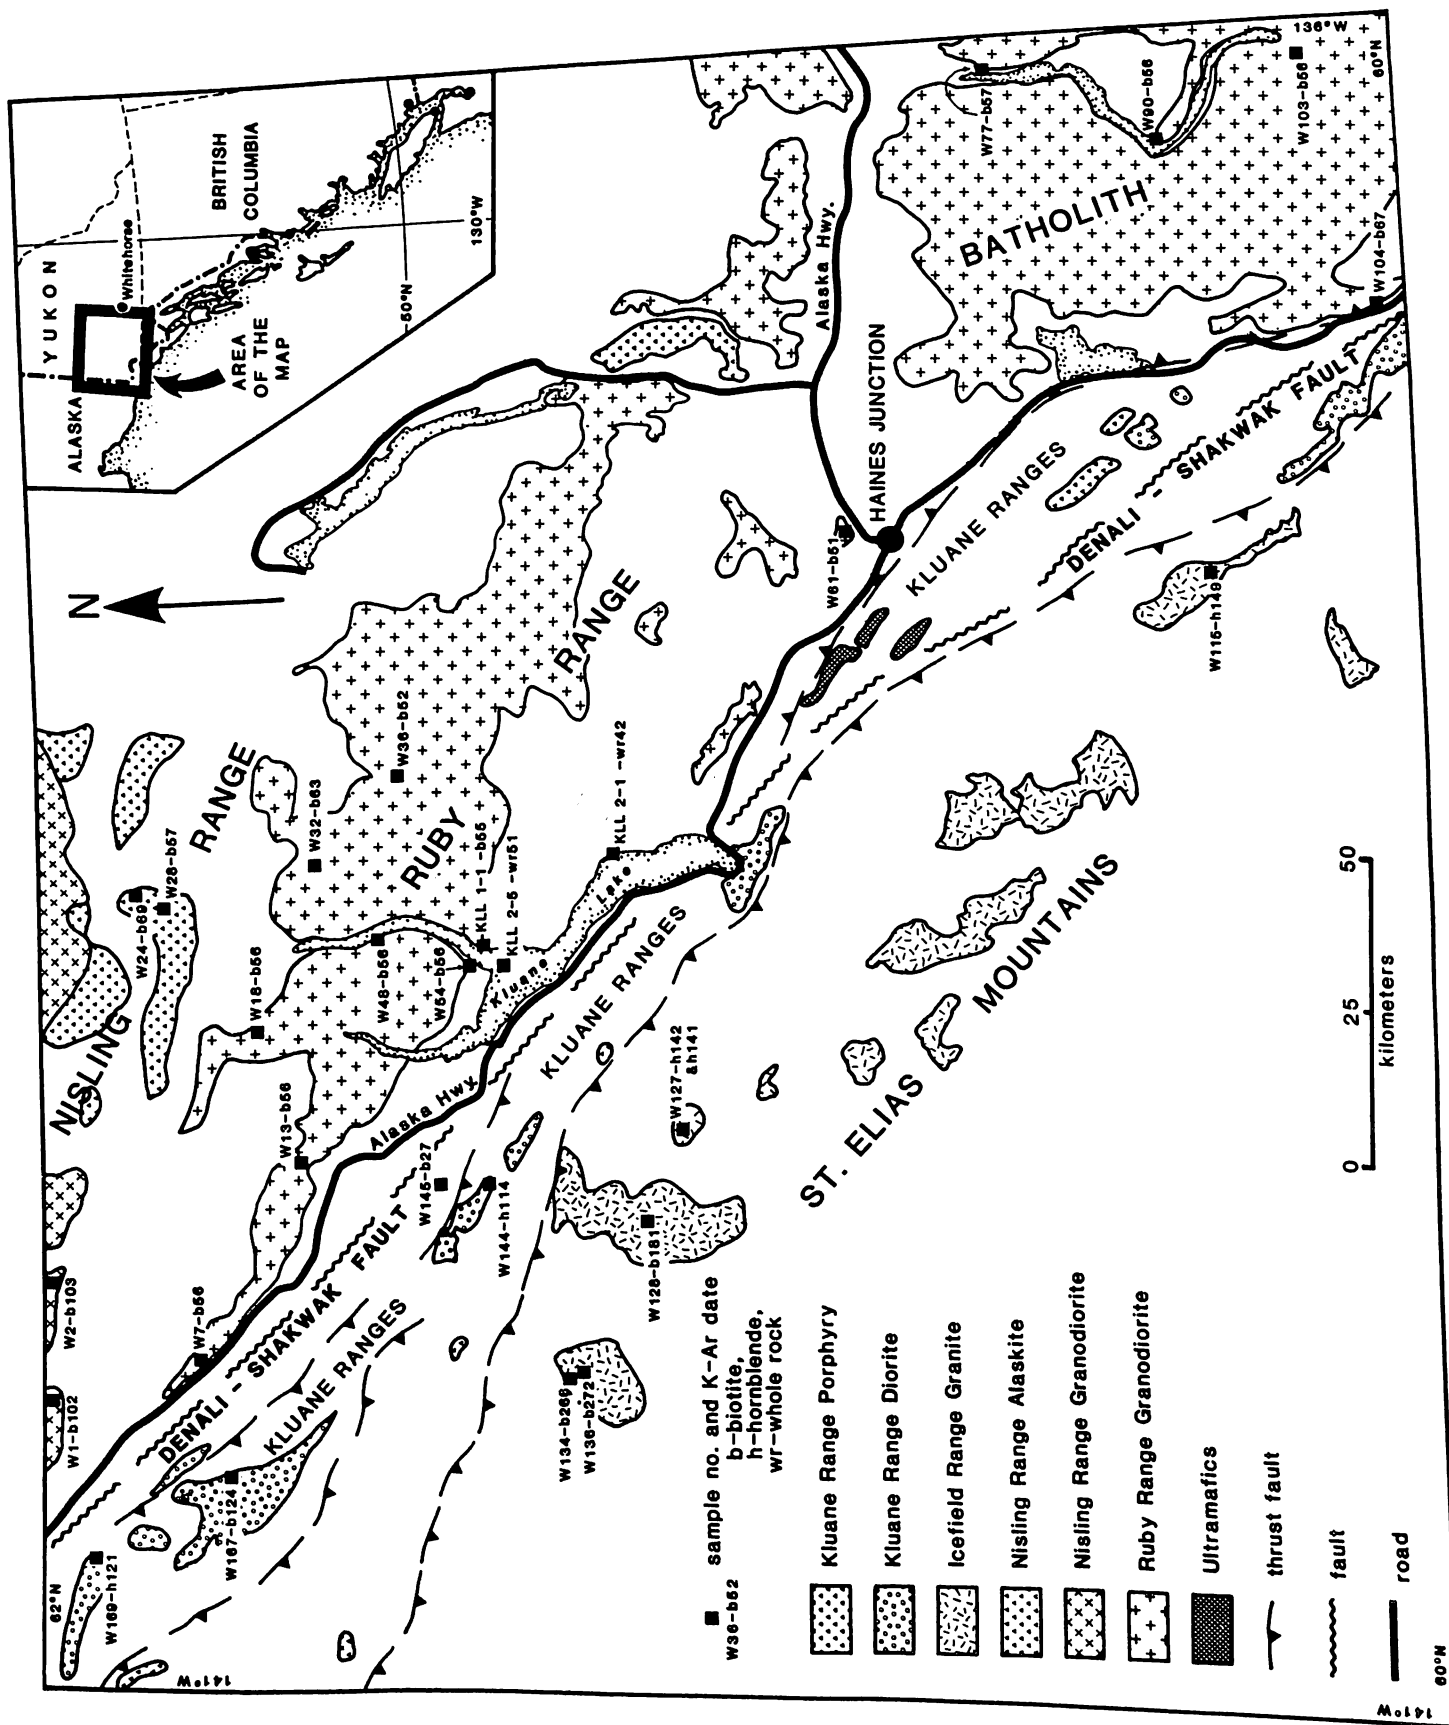 YUKON
ALASKA
Whitehorse
BRITISH
COLUMBIA
AREA
OF THE
MAP
50°N
130°W
N
136°W
60°N
62°N
141°W
141°W
60°N
NISLING
RANGE
RUBY
RANGE
BATHOLITH
HAINES JUNCTION
Alaska Hwy.
Alaska Hwy.
Kluane
Lake
KLUANE RANGES
KLUANE RANGES
KLUANE RANGES
DENALI - SHAKWAK FAULT
DENALI - SHAKWAK FAULT
ST. ELIAS
MOUNTAINS
W169-h121
W167-b124
W1-b102
W2-b103
W7-b56
W13-b56
W18-b56
W24-b69
W28-b57
W32-b63
W36-b52
W48-b56
W54-b56
KLL 1-1 -b55
KLL 2-5 -wr51
KLL 2-1 -wr42
W145-b27
W144-h114
W127-h142
&h141
W128-b181
W134-b266
W136-b272
W61-b51
W77-b57
W90-b56
W103-b56
W104-b67
W115-h149
0
25
50
kilometers
W36-b52
sample no. and K-Ar date
b-biotite,
h-hornblende,
wr-whole rock
Kluane Range Porphyry
Kluane Range Diorite
Icefield Range Granite
Nisling Range Alaskite
Nisling Range Granodiorite
Ruby Range Granodiorite
Ultramafics
thrust fault
fault
road